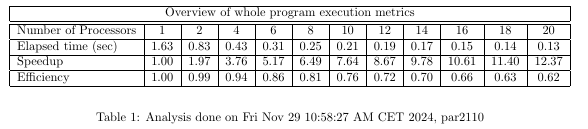 Overview of whole program execution metrics
Number of Processors 1 2 4 6 8 10 12 14 16 18 20
Elapsed time (sec) 1.63 0.83 0.43 0.31 0.25 0.21 0.19 0.17 0.15 0.14 0.13
Speedup 1.00 1.97 3.76 5.17 6.49 7.64 8.67 9.78 10.61 11.40 12.37
Efficiency 1.00 0.99 0.94 0.86 0.81 0.76 0.72 0.70 0.66 0.63 0.62
Table 1: Analysis done on Fri Nov 29 10:58:27 AM CET 2024, par2110